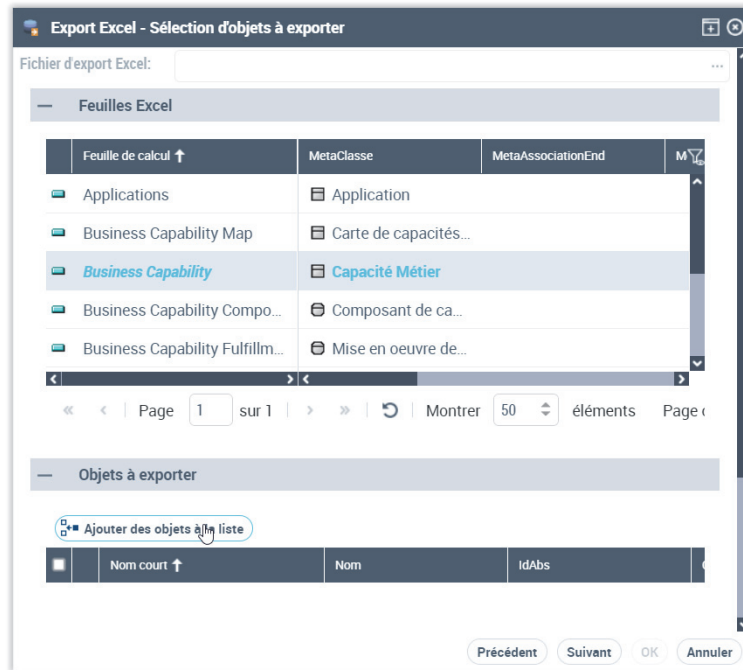 Export Excel - Sélection d'objets à exporter
Fichier d'export Excel:
...
Feuilles Excel
Feuille de calcul MetaClasse MetaAssociationEnd M
Applications Application
Business Capability Map Carte de capacités...
Business Capability Capacité Métier
Business Capability Compo... Composant de ca...
Business Capability Fulfillm... Mise en oeuvre de...
Page 1 sur 1 Montrer 50 éléments Page
Objets à exporter
Ajouter des objets à la liste
Nom court Nom IdAbs
Précédent Suivant OK Annuler